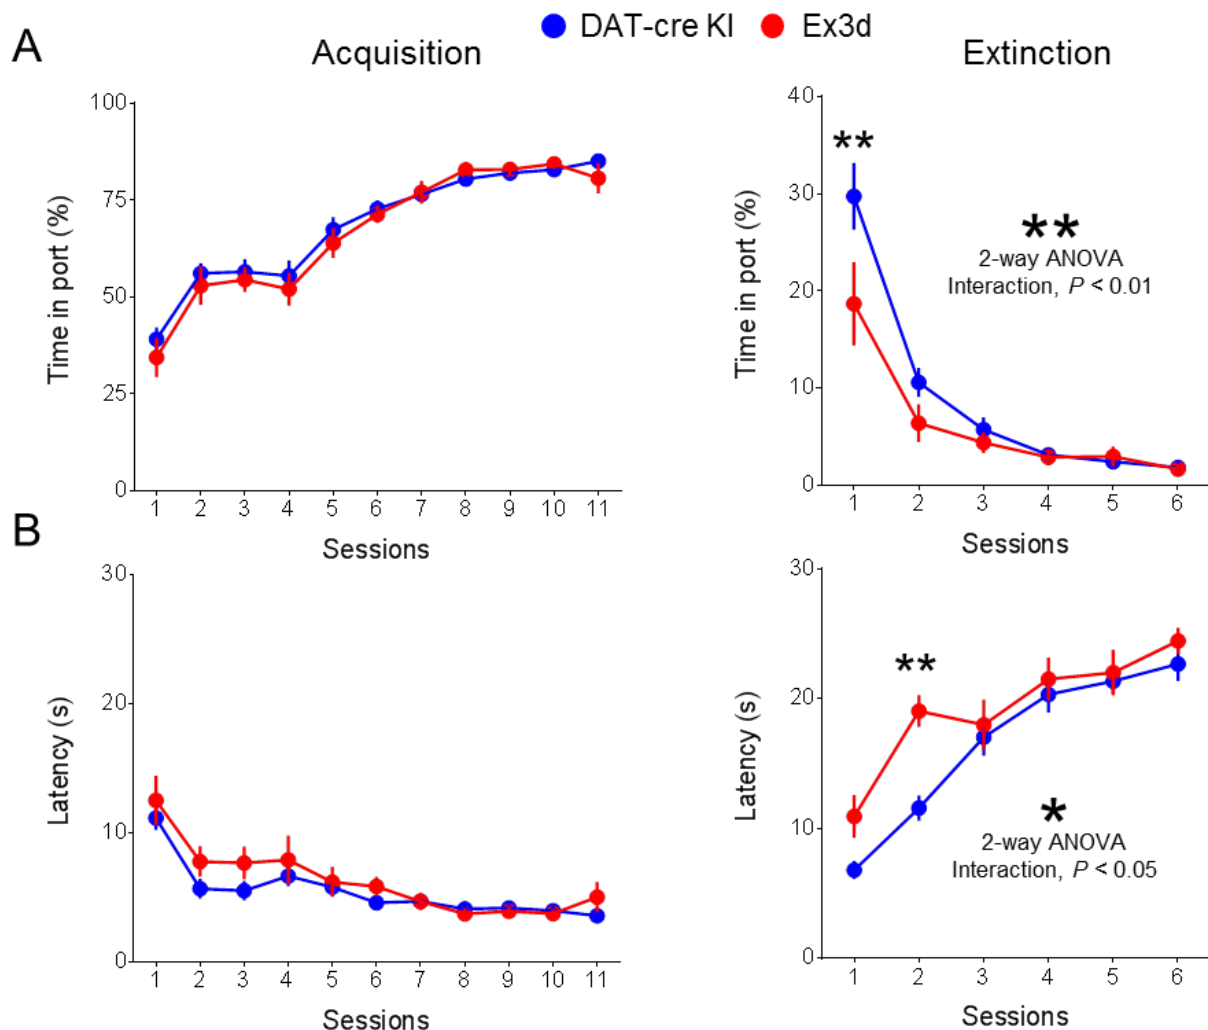 DAT-cre KI Ex3d
A
Acquisition
Extinction
100
75
50
25
0
Time in port (%)
1 2 3 4 5 6 7 8 9 10 11
Sessions
40
30
20
10
0
Time in port (%)
**
**
2-way ANOVA
Interaction, P < 0.01
1 2 3 4 5 6
Sessions
B
30
20
10
0
Latency (s)
1 2 3 4 5 6 7 8 9 10 11
Sessions
30
20
10
0
Latency (s)
**
*
2-way ANOVA
Interaction, P < 0.05
1 2 3 4 5 6
Sessions